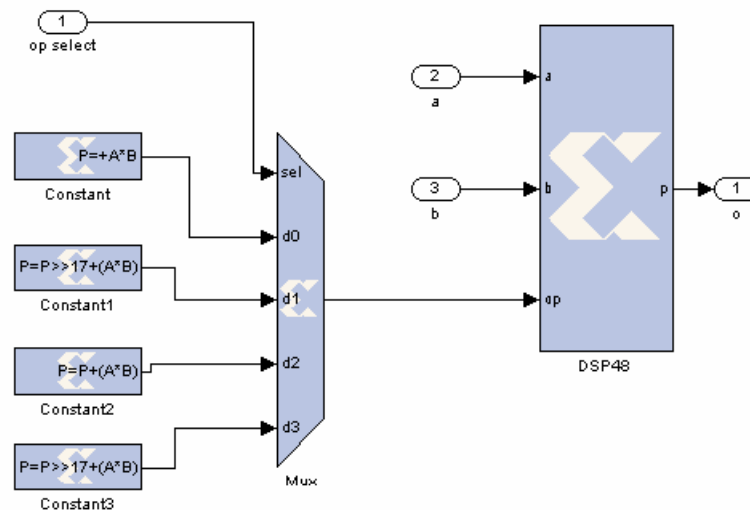 1
op select
2
a
a
P=+A*B
Constant
sel
3
b
b
p
1
o
d0
P=P>>17+(A*B)
Constant1
d1
op
d2
P=P+(A*B)
Constant2
DSP48
d3
P=P>>17+(A*B)
Constant3
Mux